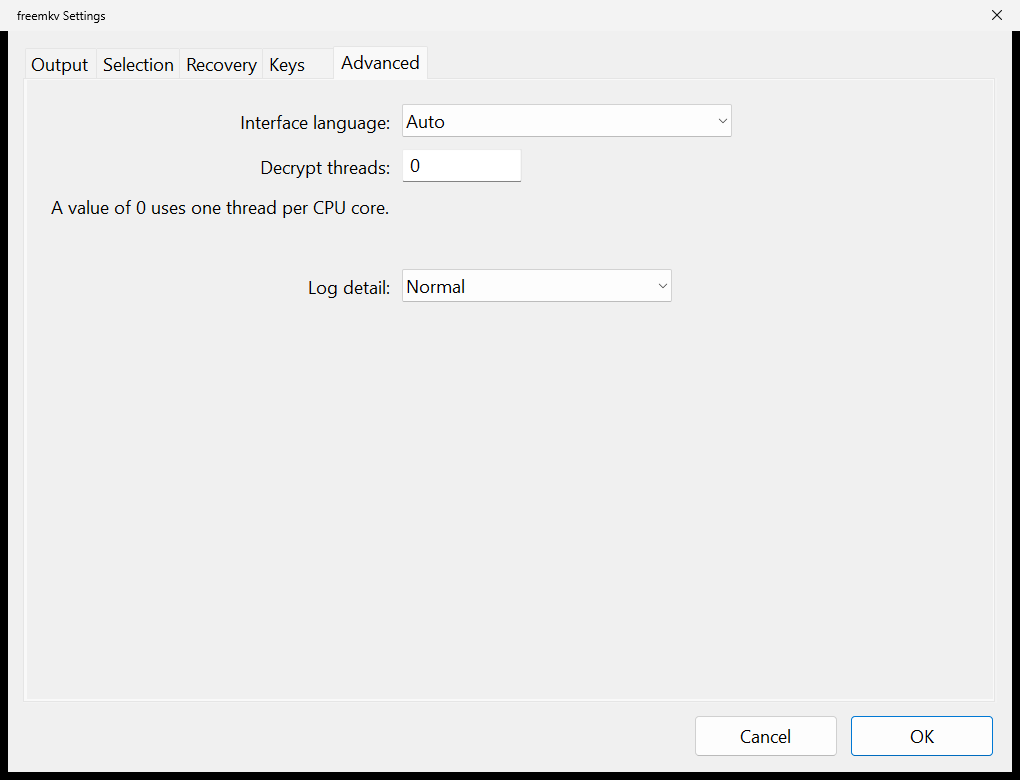 freemkv Settings
Output Selection Recovery Keys Advanced
Interface language: Auto
Decrypt threads: 0
A value of 0 uses one thread per CPU core.
Log detail: Normal
Cancel OK